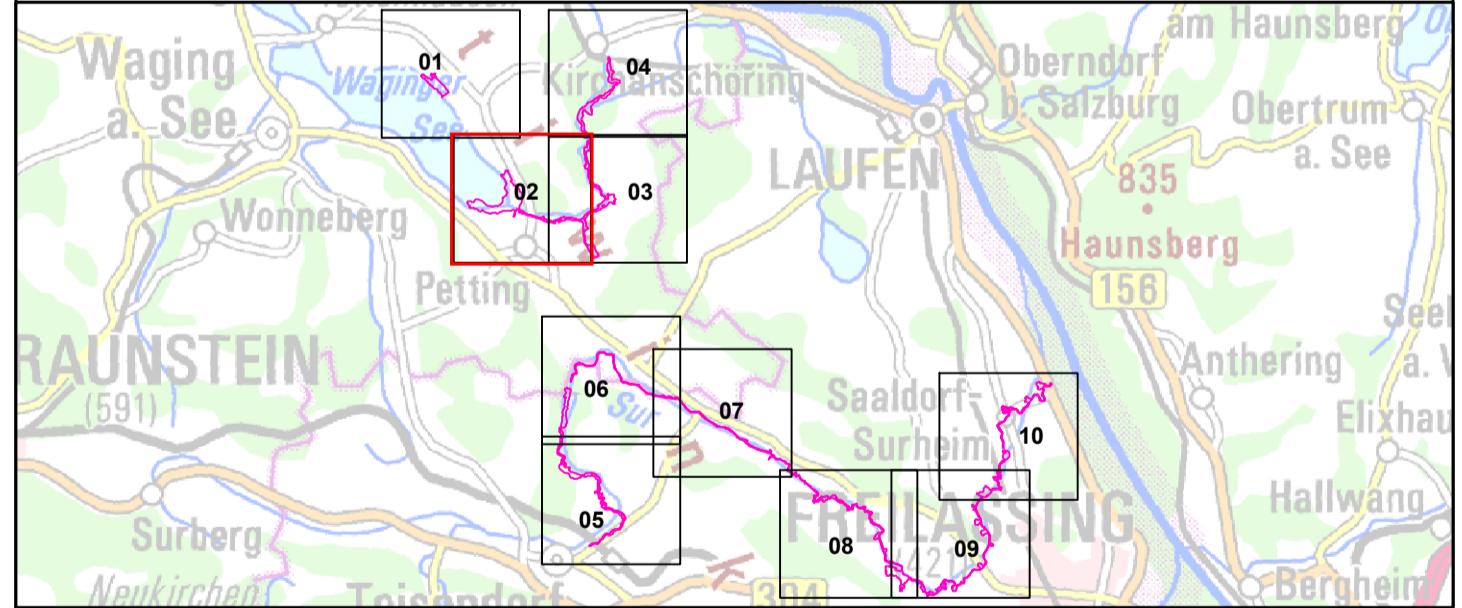 am Haunsberg
Waging
a. See
01
Waginger
See
04
Kirchanschöring
Oberndorf
b. Salzburg
Obertrum
a. See
LAUFEN
835
Haunsberg
02
03
Wonneberg
156
Petting
RAUNSTEIN
(591)
06
Sur
07
Saaldorf-
Surheim
10
Anthering
Elixhau
05
Surberg
FREILASSING
(421)
08
09
Hallwang
Neukirchen
Teisendorf
304
Bergheim